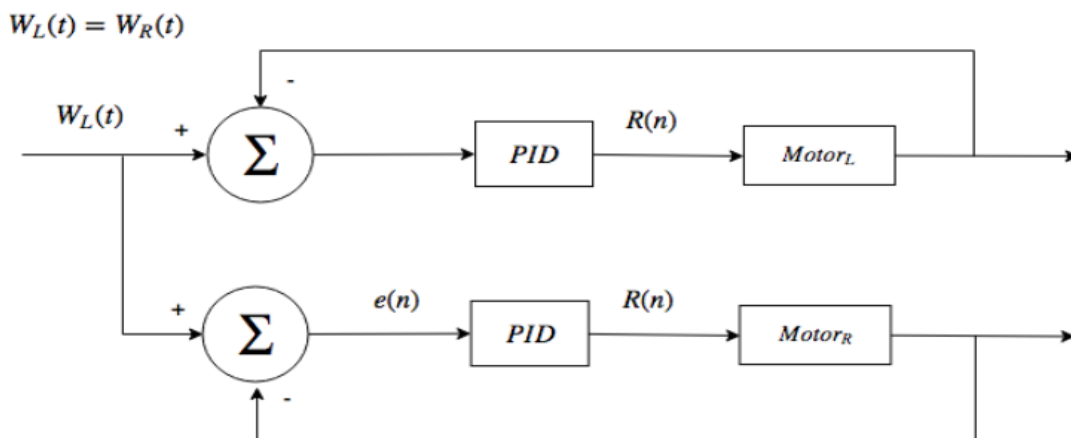 W_L(t) = W_R(t)
-
W_L(t)
+
Σ
PID
R(n)
Motor_L
+
Σ
e(n)
PID
R(n)
Motor_R
-